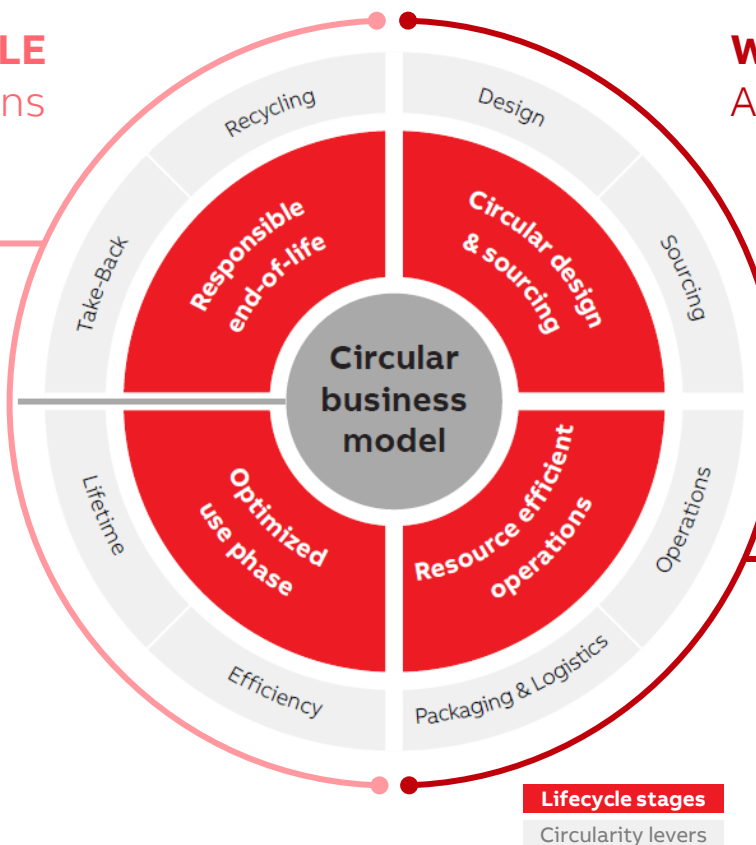 LE
ns
W
A
Recycling
Design
Take-Back
Sourcing
Responsible
end-of-life
Circular design
& sourcing
Circular
business
model
Optimized
use phase
Resource efficient
operations
Lifetime
Operations
Efficiency
Packaging & Logistics
Lifecycle stages
Circularity levers